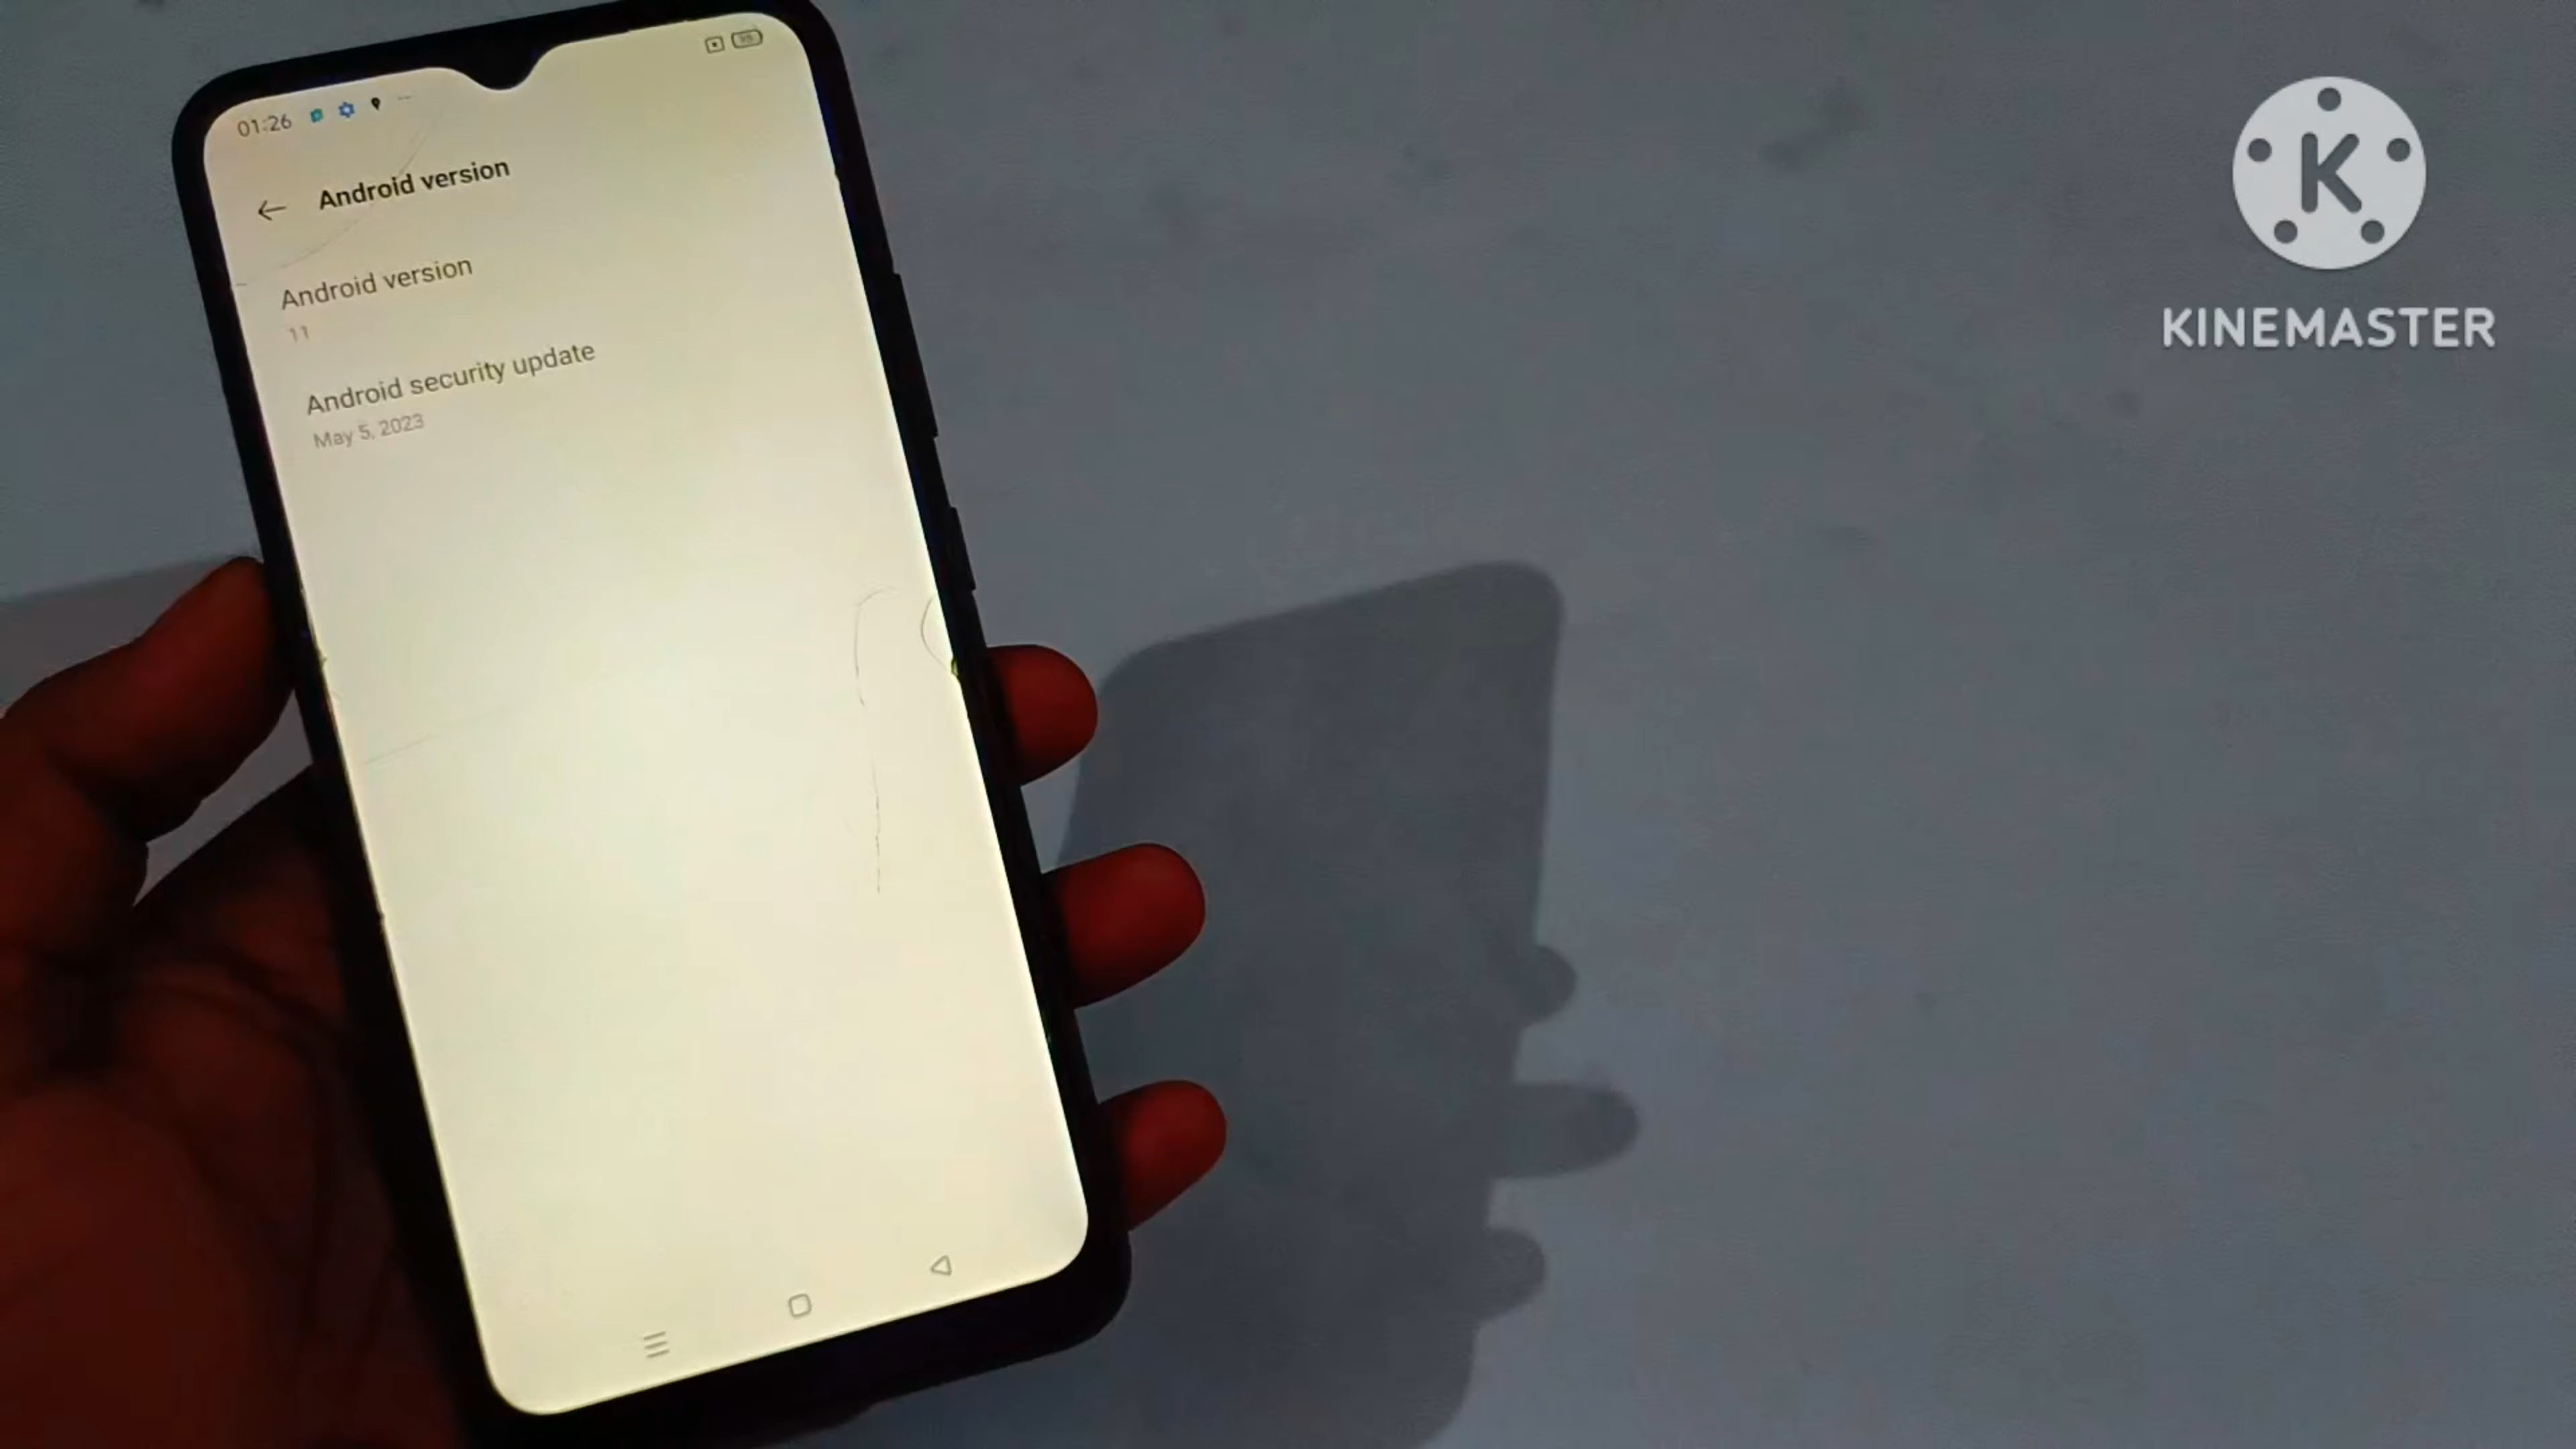 01:26
Android version
Android version
11
Android security update
May 5, 2023
K
KINEMASTER